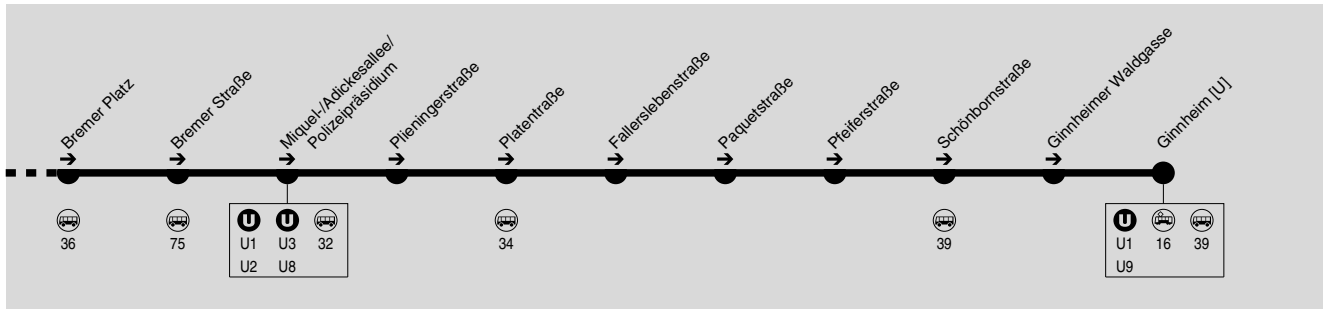 Bremer Platz
Bremer Straße
Miquel-/Adickesallee/
Polizeipräsidium
Plieningerstraße
Platenstraße
Fallerslebenstraße
Paquetstraße
Pfeiferstraße
Schönbornstraße
Ginnheimer Waldgasse
Ginnheim [U]
36
75
U U
U1 U3 32
U2 U8
34
39
U
U1 16 39
U9